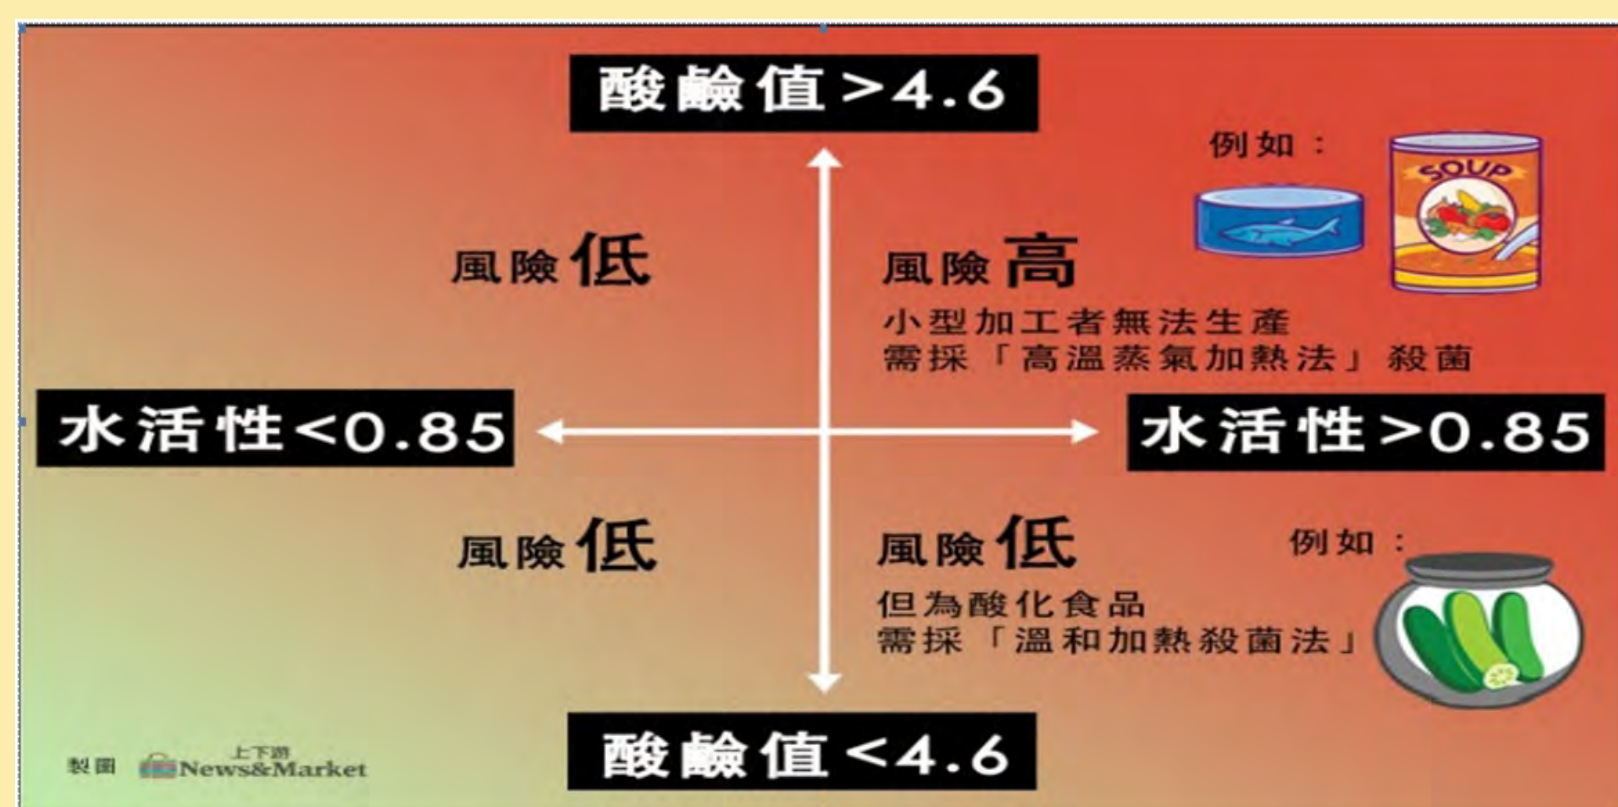 酸鹼值>4.6
例如：
SOUP
風險低
風險高
小型加工者無法生產
需採「高溫蒸氣加熱法」殺菌
水活性<0.85
水活性>0.85
風險低
風險低
例如：
但為酸化食品
需採「溫和加熱殺菌法」
酸鹼值<4.6
製圖
上下游
News&Market